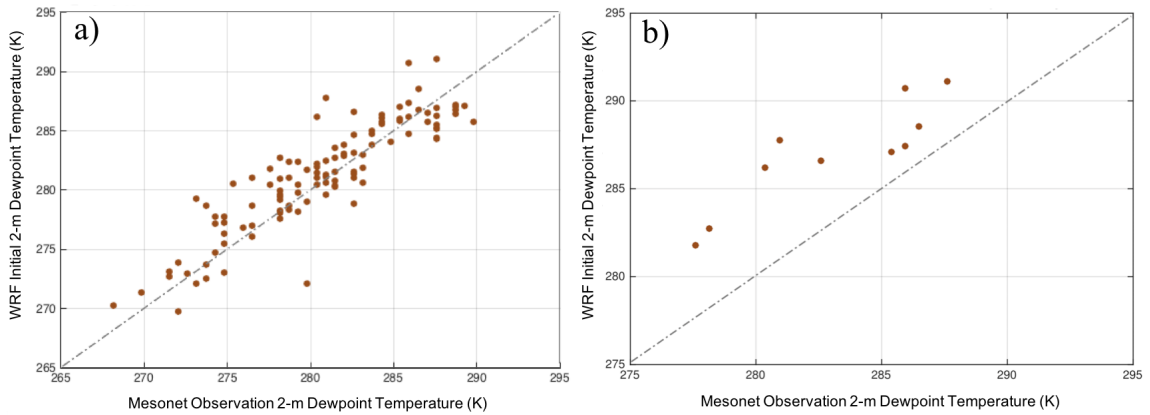 a)
WRF Initial 2-m Dewpoint Temperature (K)
295
290
285
280
275
270
265
265 270 275 280 285 290 295
Mesonet Observation 2-m Dewpoint Temperature (K)
b)
WRF Initial 2-m Dewpoint Temperature (K)
295
290
285
280
275
275 280 285 290 295
Mesonet Observation 2-m Dewpoint Temperature (K)